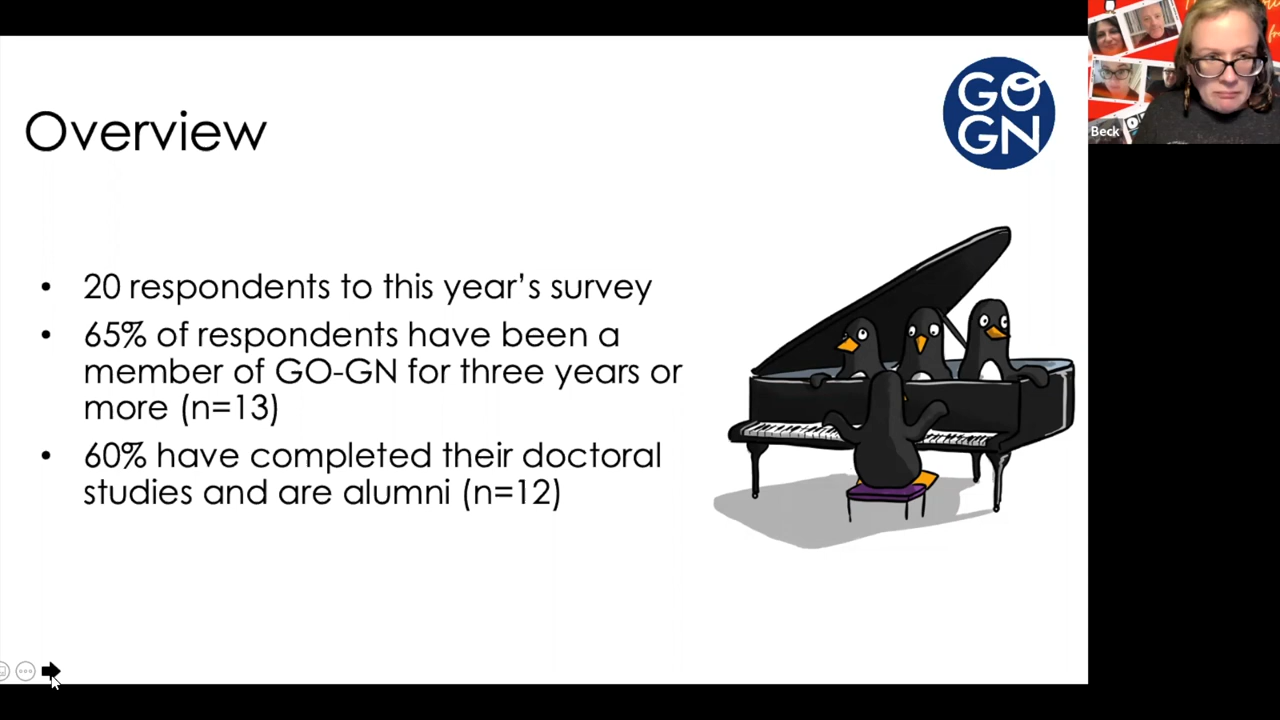 GO
GN
Overview
• 20 respondents to this year’s survey
• 65% of respondents have been a
member of GO-GN for three years or
more (n=13)
• 60% have completed their doctoral
studies and are alumni (n=12)
Beck